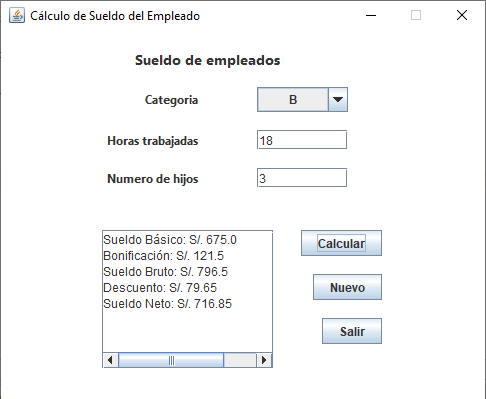 Cálculo de Sueldo del Empleado
Sueldo de empleados
Categoria B
Horas trabajadas 18
Numero de hijos 3
Sueldo Básico: S/. 675.0
Bonificación: S/. 121.5
Sueldo Bruto: S/. 796.5
Descuento: S/. 79.65
Sueldo Neto: S/. 716.85
Calcular
Nuevo
Salir